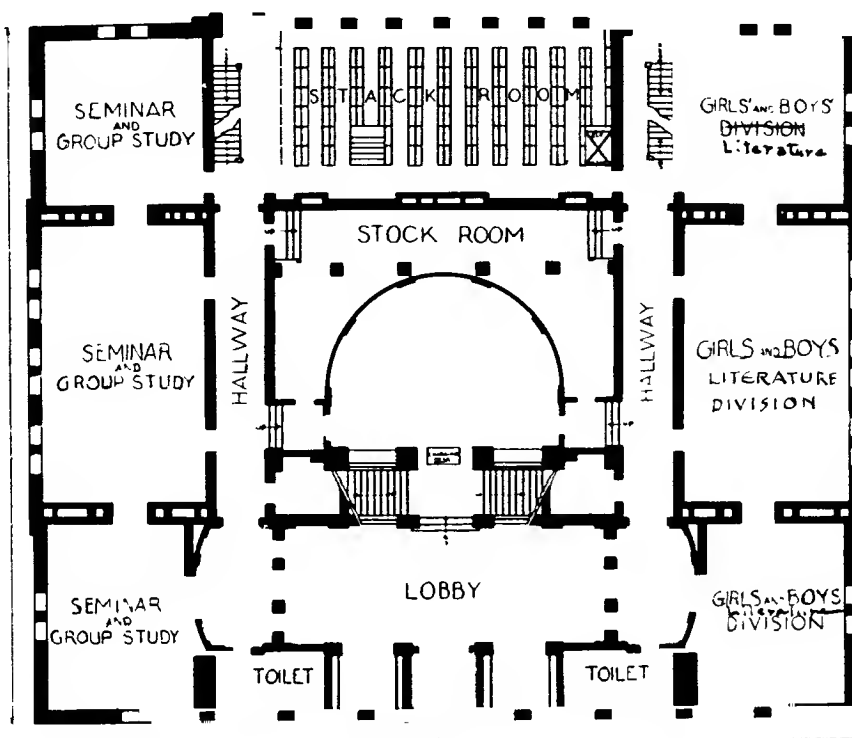 STACK ROOM
SEMINAR
AND
GROUP STUDY
GIRLS' AND BOYS'
DIVISION
Literature
STOCK ROOM
HALLWAY
HALLWAY
SEMINAR
AND
GROUP STUDY
GIRLS AND BOYS
LITERATURE
DIVISION
LOBBY
SEMINAR
AND
GROUP STUDY
GIRLS AND BOYS
Literature
DIVISION
TOILET
TOILET